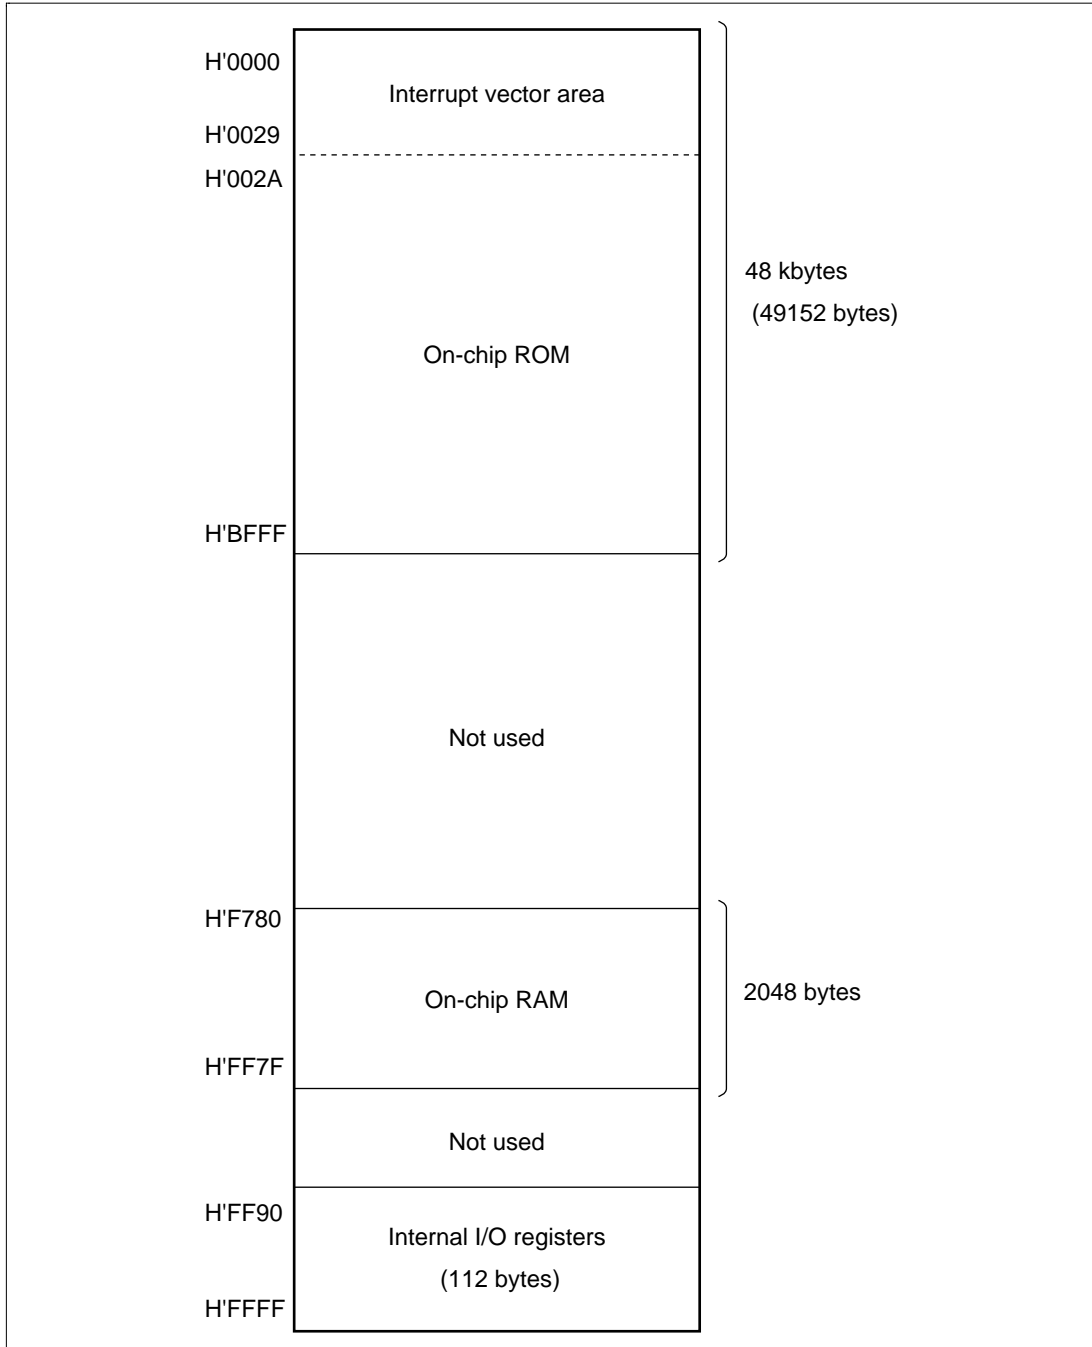 H'0000
Interrupt vector area
H'0029
H'002A
48 kbytes
(49152 bytes)
On-chip ROM
H'BFFF
Not used
H'F780
On-chip RAM
2048 bytes
H'FF7F
Not used
H'FF90
Internal I/O registers
(112 bytes)
H'FFFF